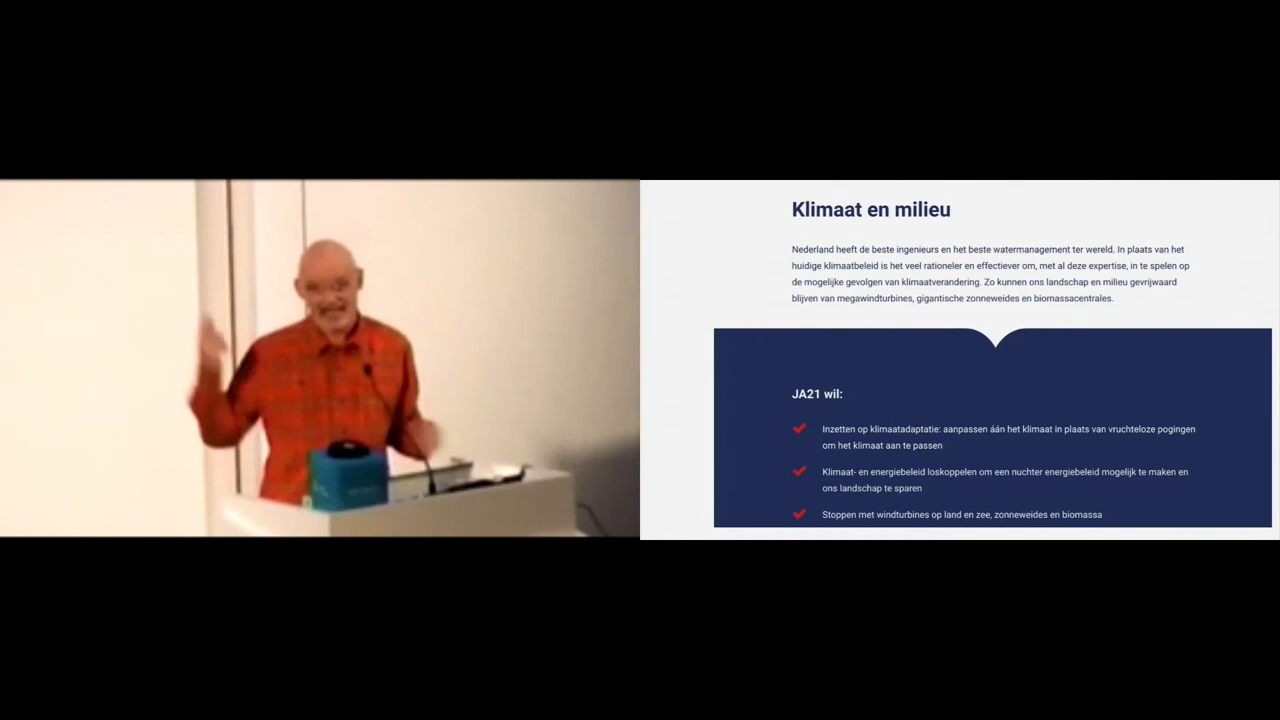 Klimaat en milieu
Nederland heeft de beste ingenieurs en het beste watermanagement ter wereld. In plaats van het
huidige klimaatbeleid is het veel rationeler en effectiever om, met al deze expertise, in te spelen op
de mogelijke gevolgen van klimaatverandering. Zo kunnen ons landschap en milieu gevrijwaard
blijven van megawindturbines, gigantische zonneweides en biomassacentrales.
JA21 wil:
Inzetten op klimaatadaptatie: aanpassen áán het klimaat in plaats van vruchteloze pogingen
om het klimaat aan te passen
Klimaat- en energiebeleid loskoppelen om een nuchter energiebeleid mogelijk te maken en
ons landschap te sparen
Stoppen met windturbines op land en zee, zonneweides en biomassa